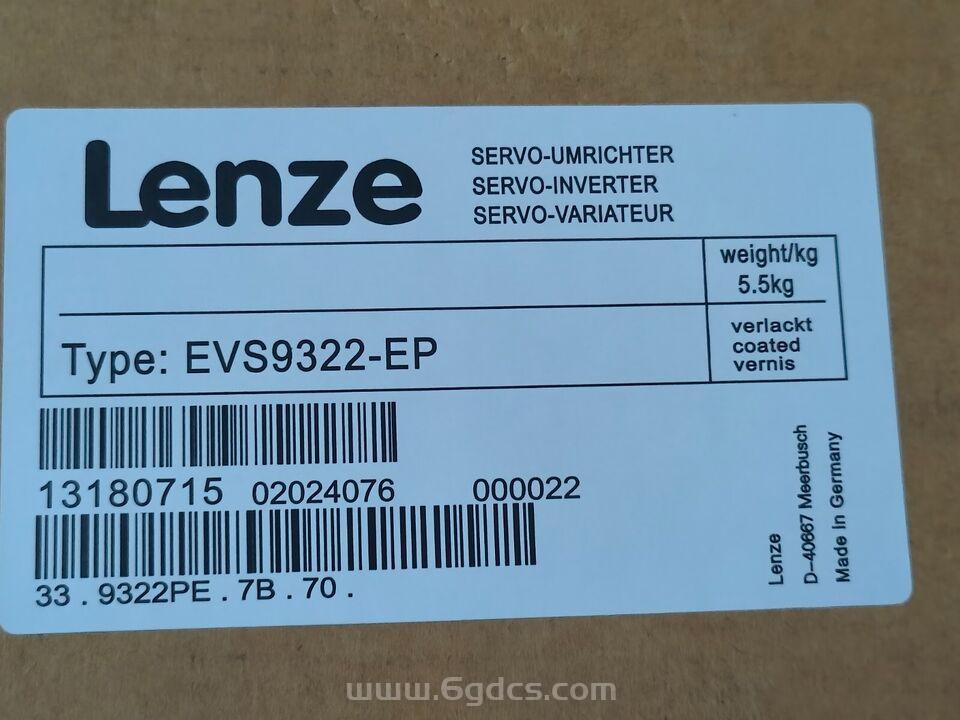 Lenze
SERVO-UMRICHTER
SERVO-INVERTER
SERVO-VARIATEUR
weight/kg
5.5kg
Type: EVS9322-EP
verlackt
coated
vernis
13180715 02024076 000022
33 . 9322PE . 7B . 70 .
Lenze
D-40667 Meerbusch
Made in Germany
www.6gdcs.com